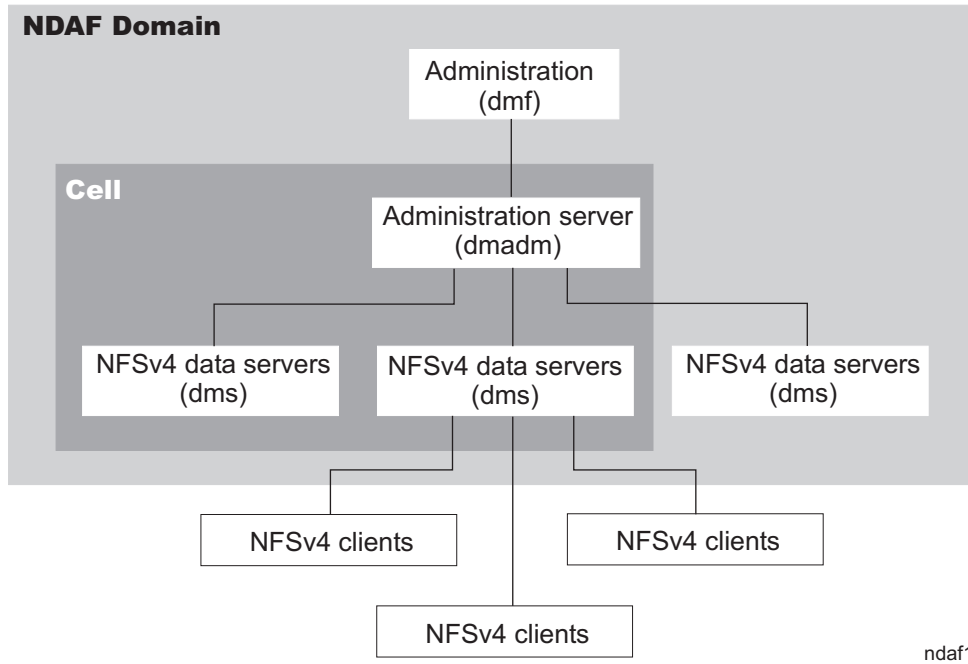 NDAF Domain
Administration
(dmf)
Cell
Administration server
(dmadm)
NFSv4 data servers
(dms)
NFSv4 data servers
(dms)
NFSv4 data servers
(dms)
NFSv4 clients
NFSv4 clients
NFSv4 clients
ndaf1